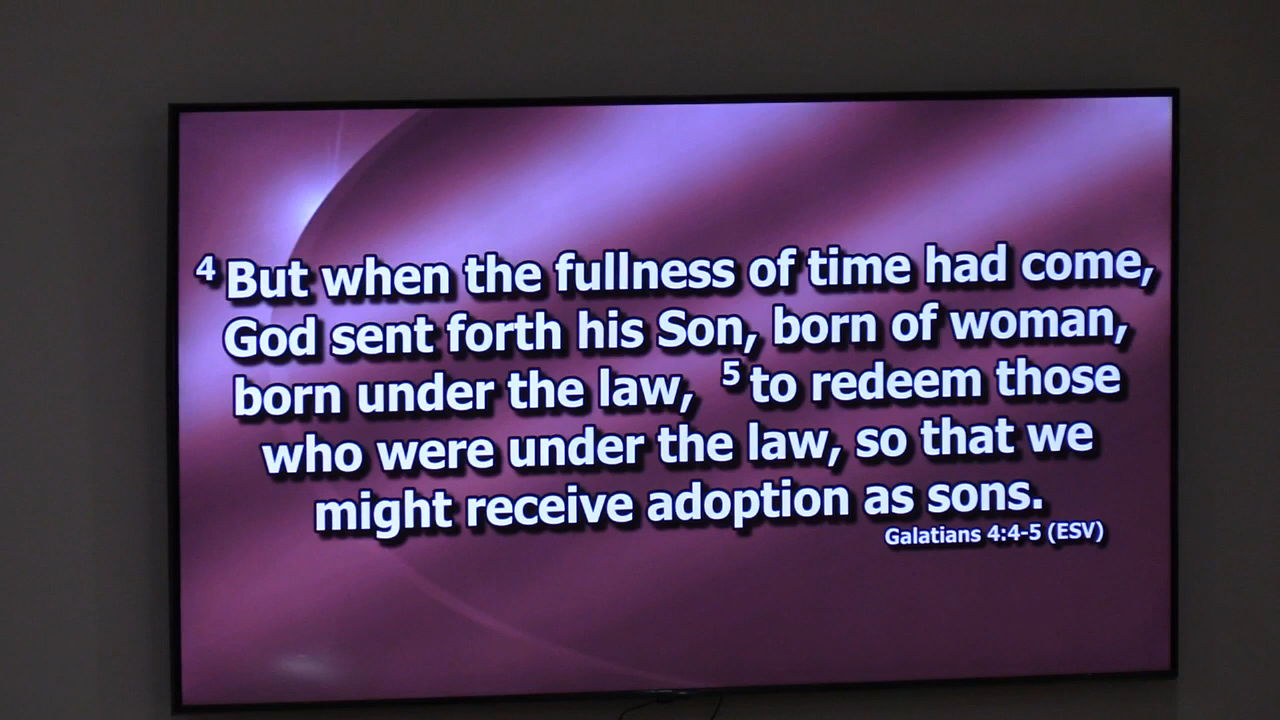 4 But when the fullness of time had come,
God sent forth his Son, born of woman,
born under the law, 5 to redeem those
who were under the law, so that we
might receive adoption as sons.
Galatians 4:4-5 (ESV)